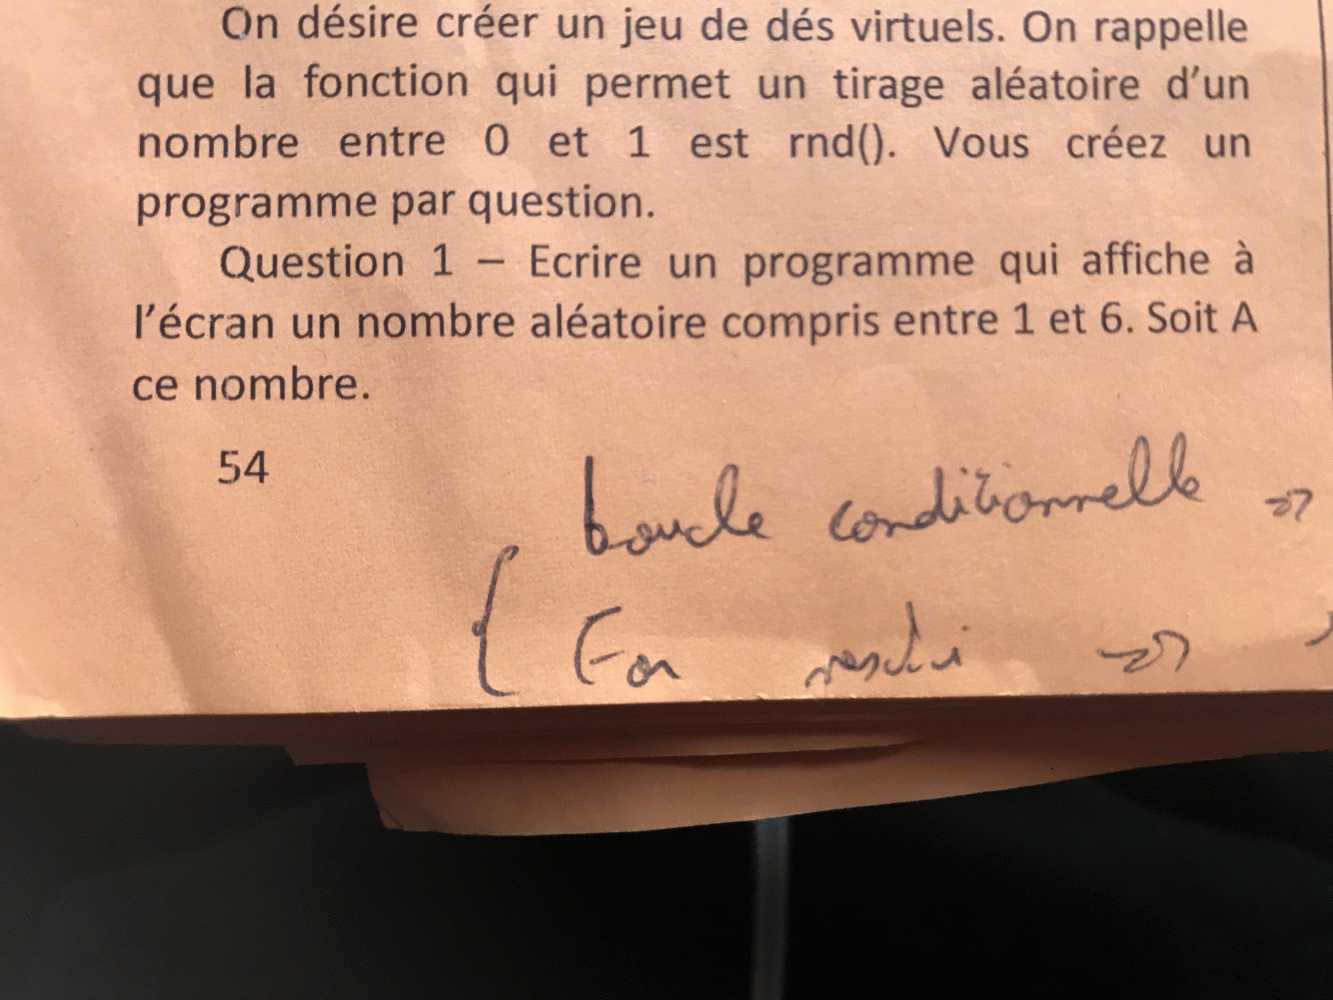 On désire créer un jeu de dés virtuels. On rappelle
que la fonction qui permet un tirage aléatoire d'un
nombre entre 0 et 1 est rnd(). Vous créez un
programme par question.
Question 1 – Ecrire un programme qui affiche à
l'écran un nombre aléatoire compris entre 1 et 6. Soit A
ce nombre.
54
boucle conditionnelle =>
For =>